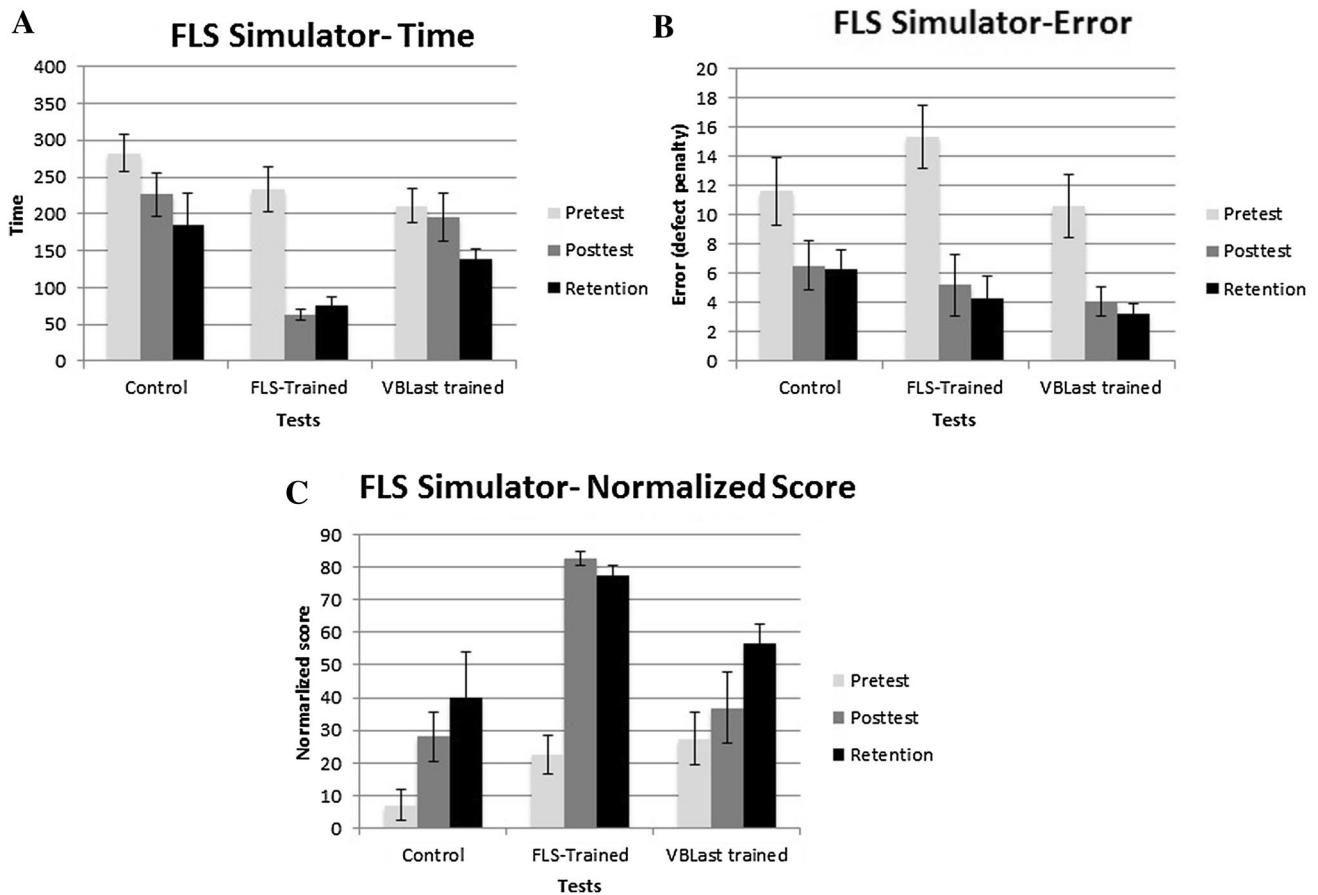 A
FLS Simulator- Time
400
350
300
250
200
150
100
50
0
Time
Control
FLS-Trained
VBLast trained
Tests
Pretest
Posttest
Retention
B
FLS Simulator-Error
20
18
16
14
12
10
8
6
4
2
0
Error (defect penalty)
Control
FLS-Trained
VBLast trained
Tests
Pretest
Posttest
Retention
C
FLS Simulator- Normalized Score
90
80
70
60
50
40
30
20
10
0
Normarlized score
Control
FLS-Trained
VBLast trained
Tests
Pretest
Posttest
Retention